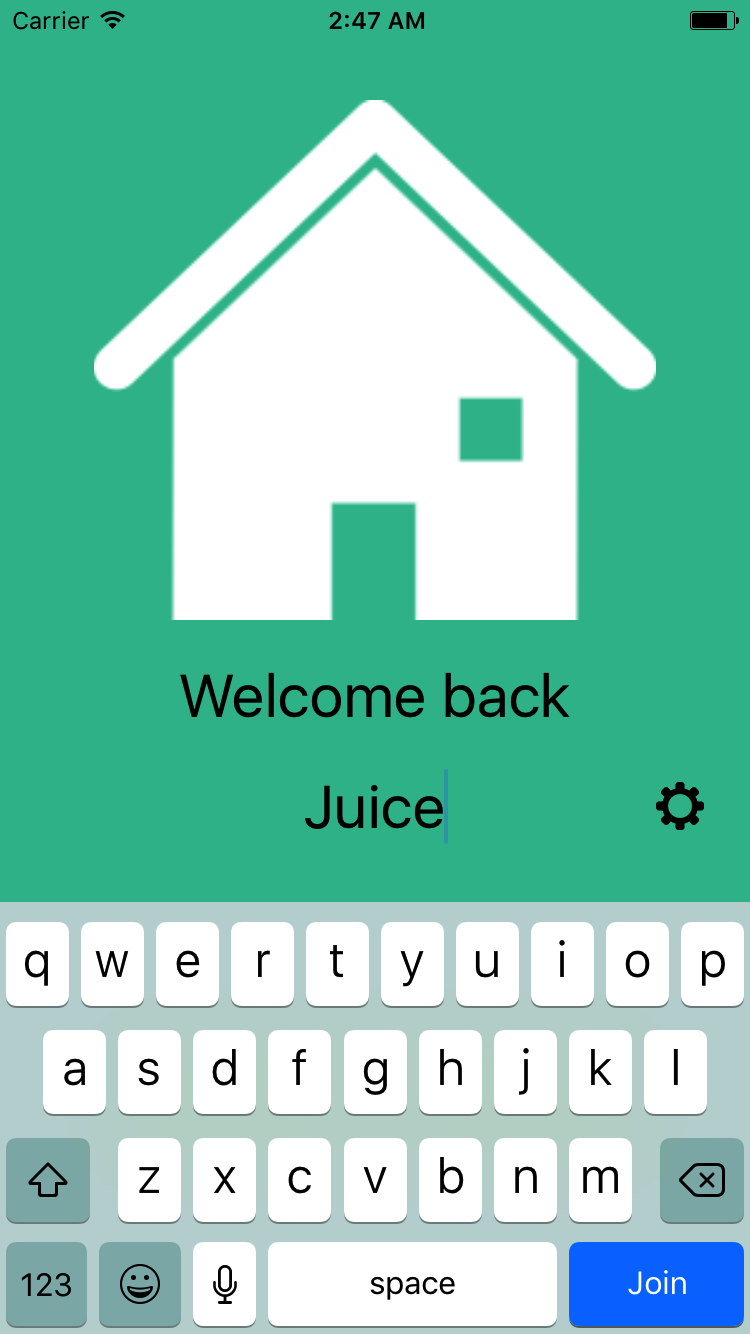 Carrier 2:47 AM
Welcome back
Juice
q w e r t y u i o p
a s d f g h j k l
z x c v b n m
123 space Join